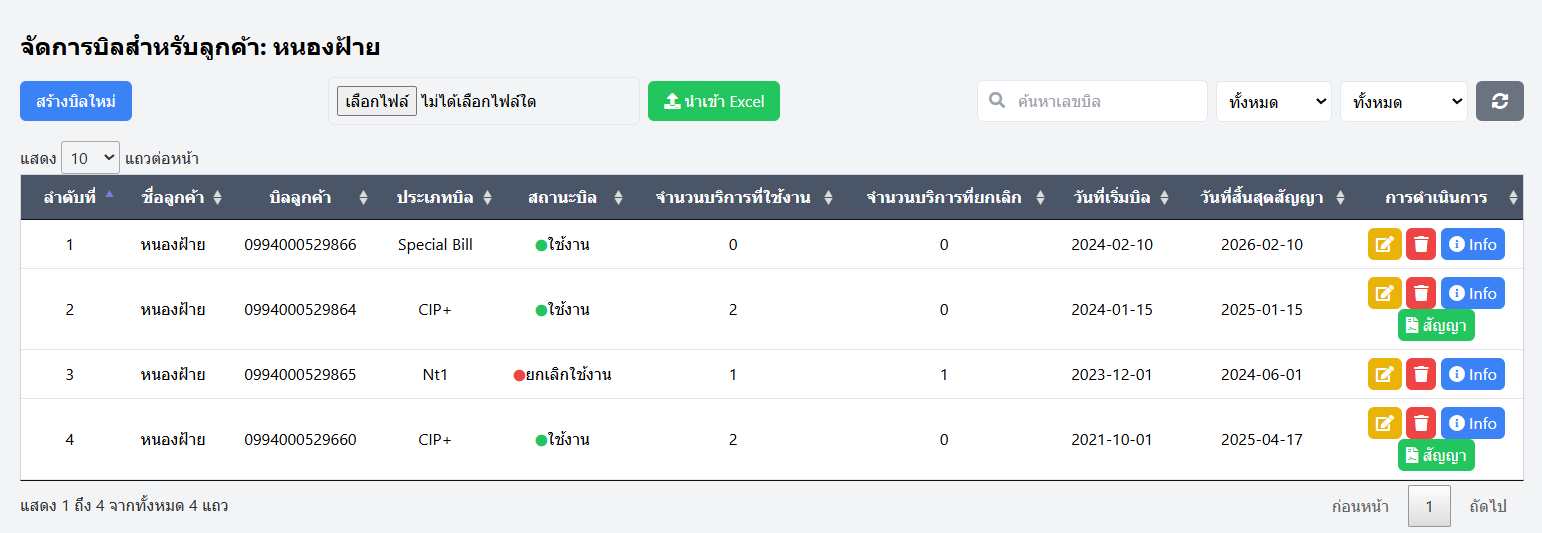 จัดการบิลสำหรับลูกค้า: หนองฝ้าย
สร้างบิลใหม่ เลือกไฟล์ ไม่ได้เลือกไฟล์ใด นำเข้า Excel ค้นหาเลขบิล ทั้งหมด ทั้งหมด
แสดง 10 แถวต่อหน้า
ลำดับที่ ชื่อลูกค้า บิลลูกค้า ประเภทบิล สถานะบิล จำนวนบริการที่ใช้งาน จำนวนบริการที่ยกเลิก วันที่เริ่มบิล วันที่สิ้นสุดสัญญา การดำเนินการ
1 หนองฝ้าย 0994000529866 Special Bill ใช้งาน 0 0 2024-02-10 2026-02-10 Info
2 หนองฝ้าย 0994000529864 CIP+ ใช้งาน 2 0 2024-01-15 2025-01-15 Info
สัญญา
3 หนองฝ้าย 0994000529865 Nt1 ยกเลิกใช้งาน 1 1 2023-12-01 2024-06-01 Info
4 หนองฝ้าย 0994000529660 CIP+ ใช้งาน 2 0 2021-10-01 2025-04-17 Info
สัญญา
แสดง 1 ถึง 4 จากทั้งหมด 4 แถว ก่อนหน้า 1 ถัดไป